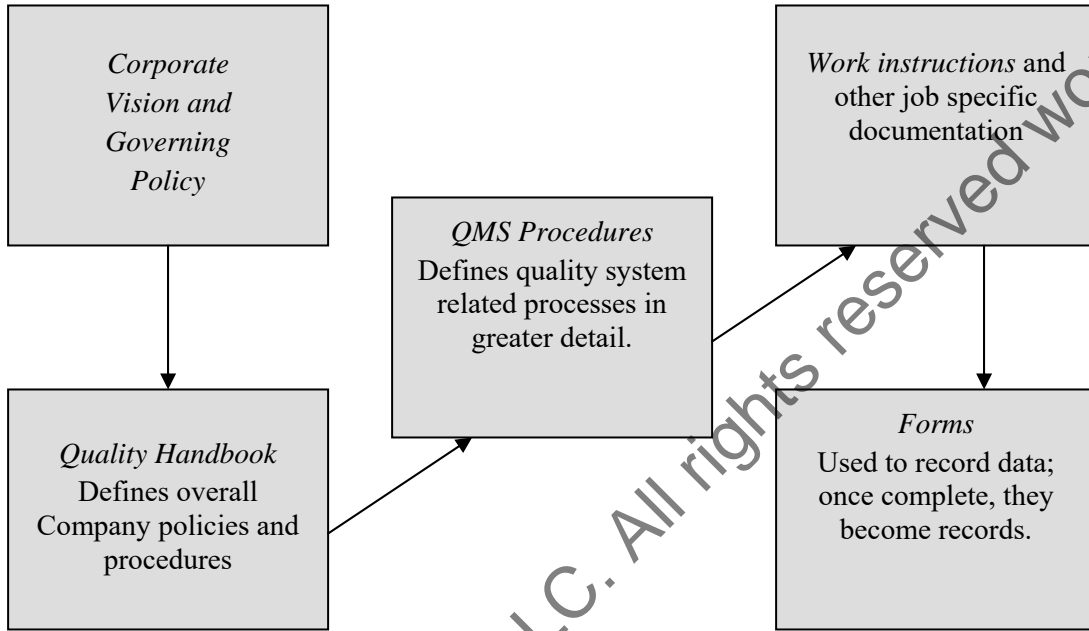 Corporate
Vision and
Governing
Policy
Quality Handbook
Defines overall
Company policies and
procedures
QMS Procedures
Defines quality system
related processes in
greater detail.
Work instructions and
other job specific
documentation
Forms
Used to record data;
once complete, they
become records.
LC. All rights reserved